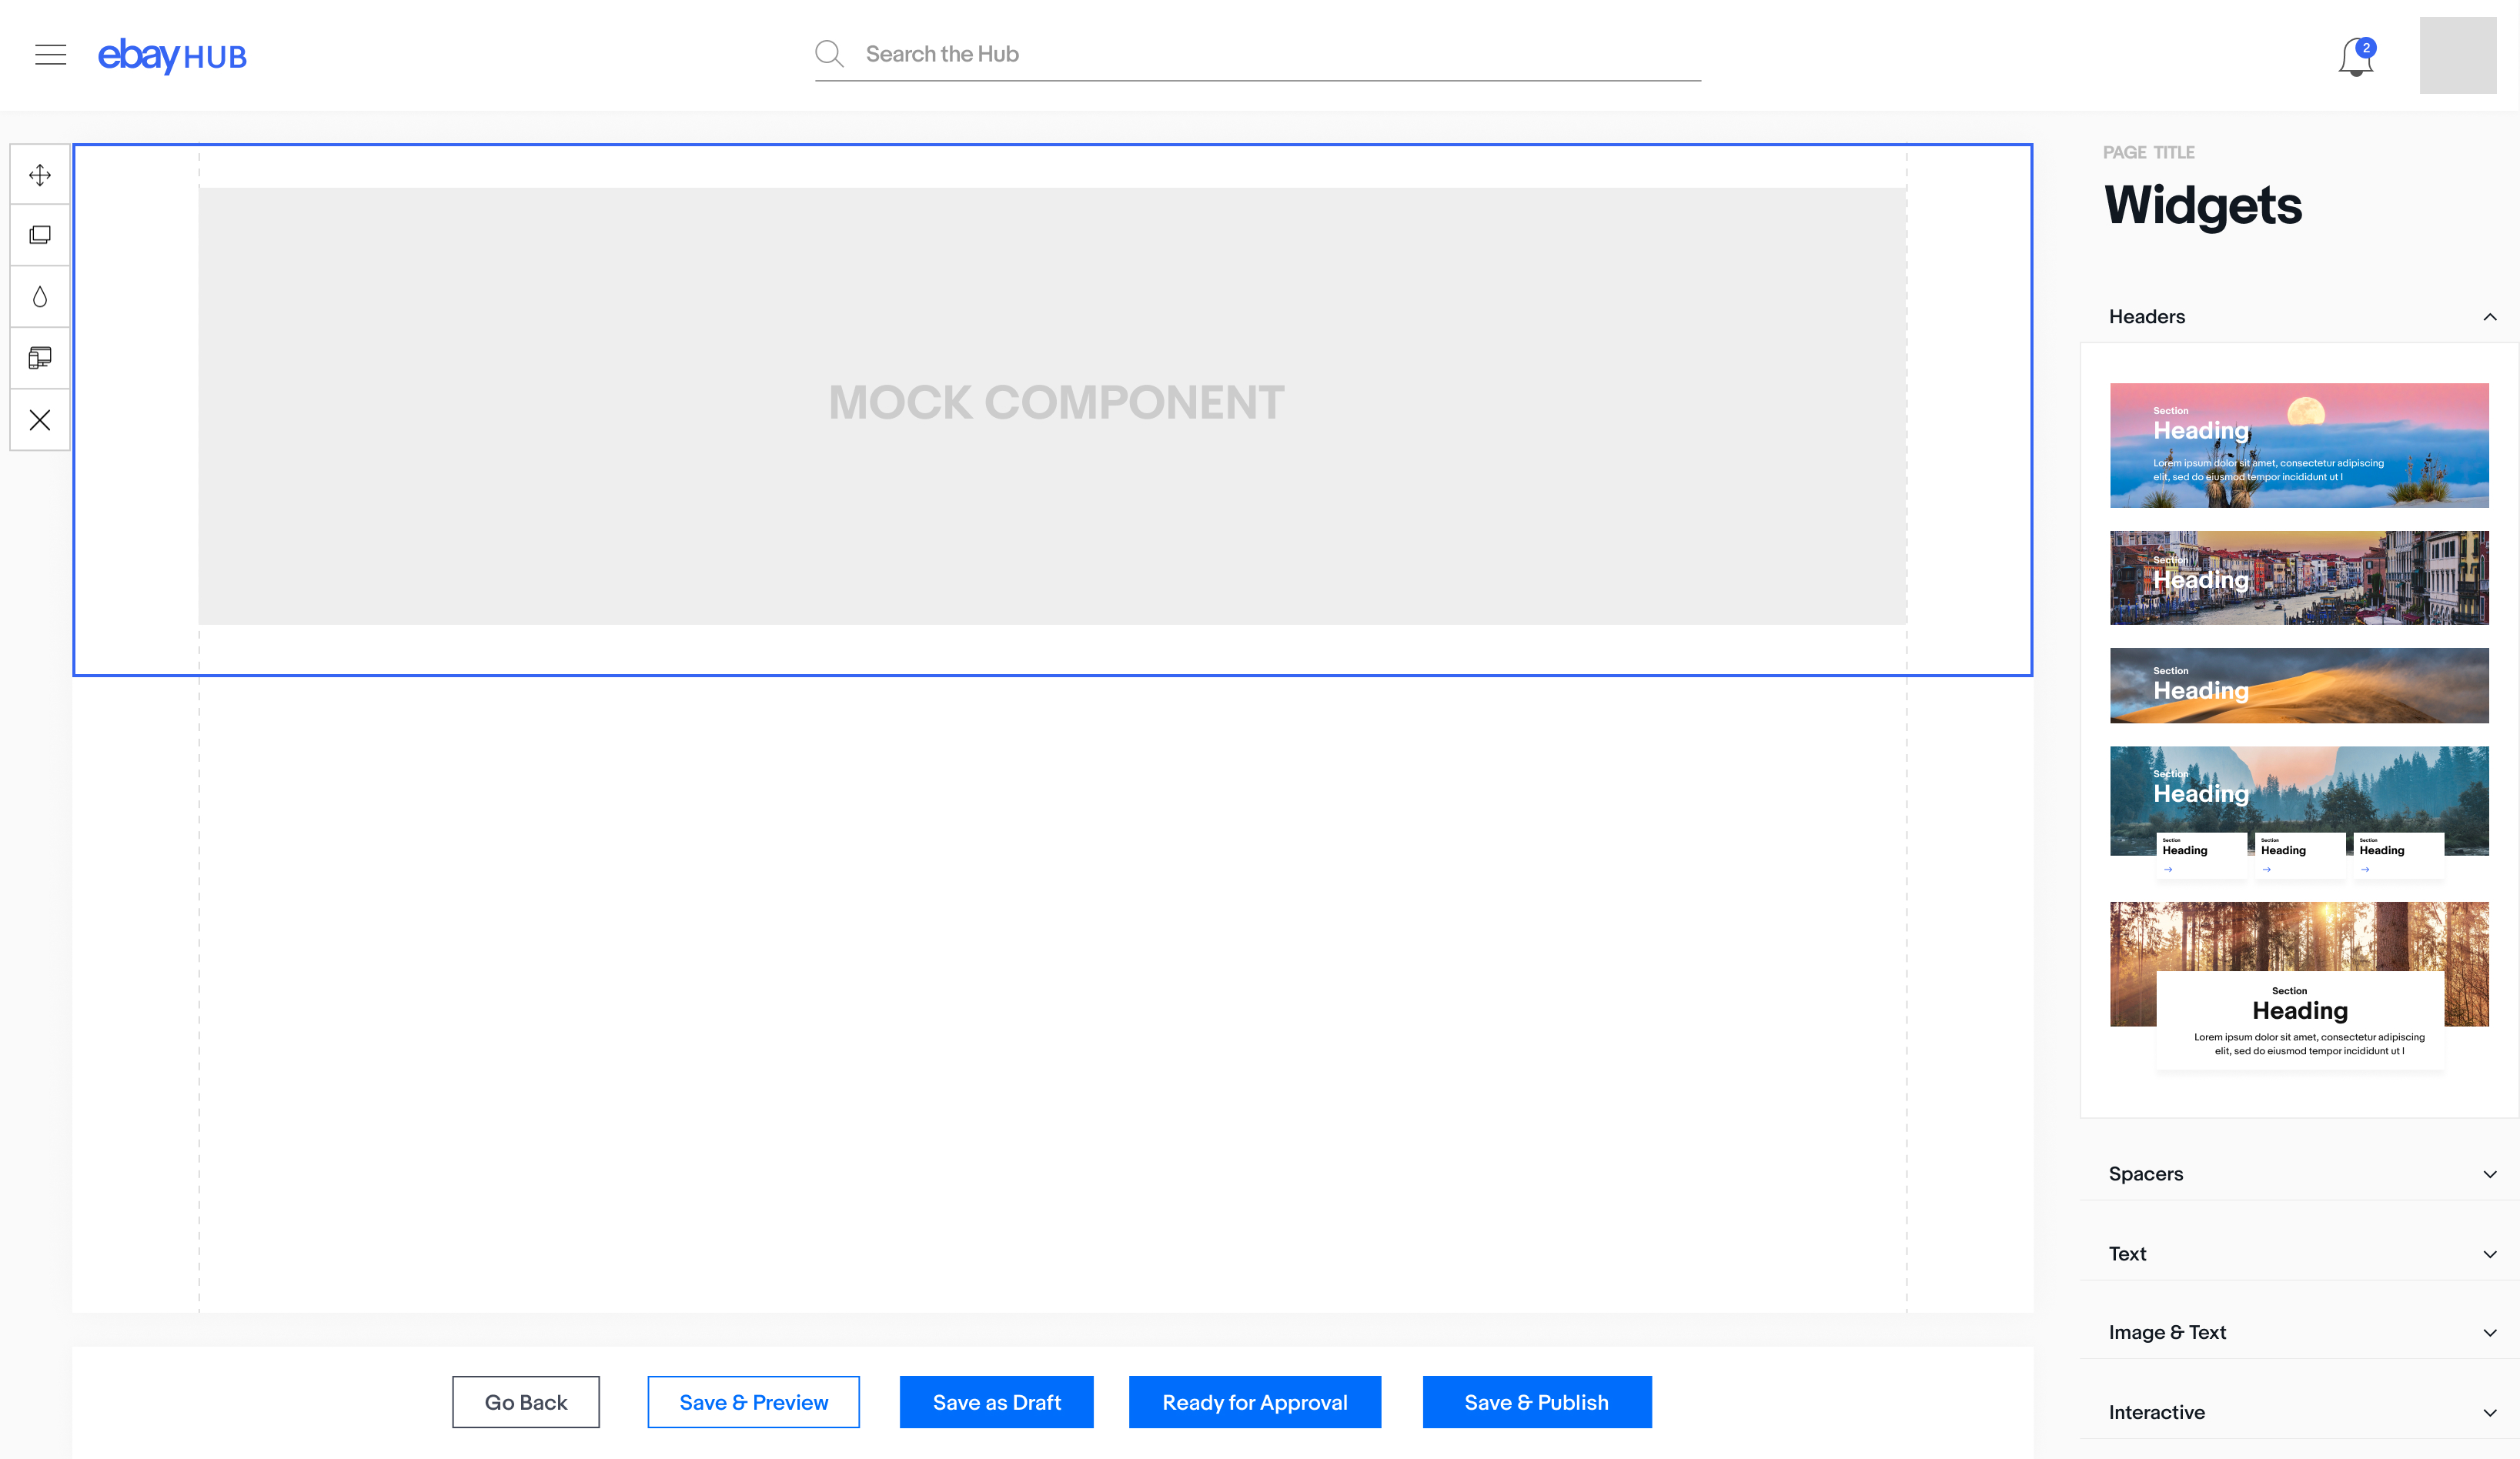 ebay HUB
Search the Hub
2
MOCK COMPONENT
Go Back
Save & Preview
Save as Draft
Ready for Approval
Save & Publish
PAGE TITLE
Widgets
Headers
Section
Heading
Lorem ipsum dolor sit amet, consectetur adipiscing
elit, sed do eiusmod tempor incididunt ut l
Section
Heading
Section
Heading
Section
Heading
Section
Heading
Section
Heading
Section
Heading
Section
Heading
Lorem ipsum dolor sit amet, consectetur adipiscing
elit, sed do eiusmod tempor incididunt ut l
Spacers
Text
Image & Text
Interactive